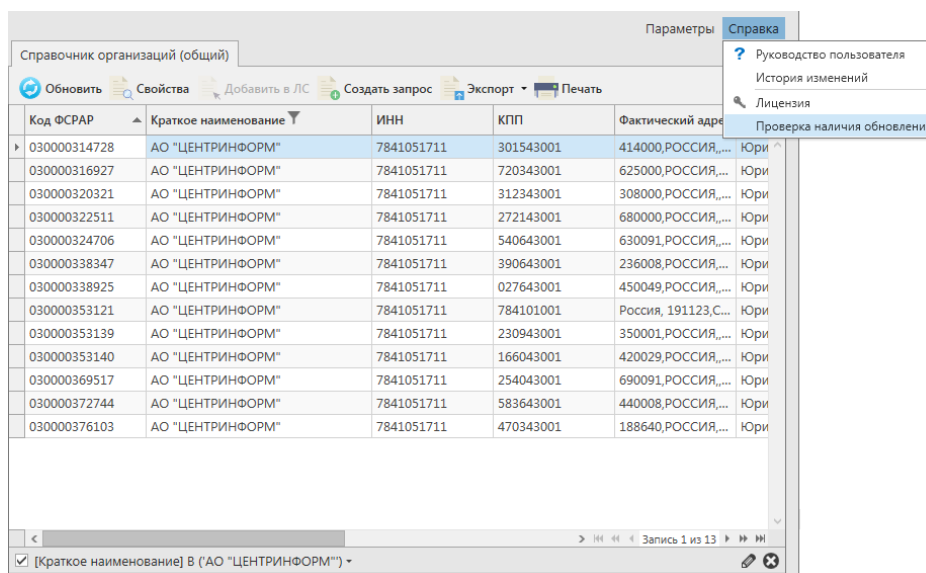 Параметры Справка
Справочник организаций (общий)
? Руководство пользователя
История изменений
Лицензия
Проверка наличия обновлени
Обновить Свойства Добавить в ЛС Создать запрос Экспорт Печать
Код ФСРАР Краткое наименование ИНН КПП Фактический адре
030000314728 АО "ЦЕНТРИНФОРМ" 7841051711 301543001 414000,РОССИЯ,,... Юри
030000316927 АО "ЦЕНТРИНФОРМ" 7841051711 720343001 625000,РОССИЯ,... Юри
030000320321 АО "ЦЕНТРИНФОРМ" 7841051711 312343001 308000,РОССИЯ,,... Юри
030000322511 АО "ЦЕНТРИНФОРМ" 7841051711 272143001 680000,РОССИЯ,,... Юри
030000324706 АО "ЦЕНТРИНФОРМ" 7841051711 540643001 630091,РОССИЯ,,... Юри
030000338347 АО "ЦЕНТРИНФОРМ" 7841051711 390643001 236008,РОССИЯ,... Юри
030000338925 АО "ЦЕНТРИНФОРМ" 7841051711 027643001 450049,РОССИЯ,,... Юри
030000353121 АО "ЦЕНТРИНФОРМ" 7841051711 784101001 Россия, 191123,С... Юри
030000353139 АО "ЦЕНТРИНФОРМ" 7841051711 230943001 350001,РОССИЯ,,... Юри
030000353140 АО "ЦЕНТРИНФОРМ" 7841051711 166043001 420029,РОССИЯ,,... Юри
030000369517 АО "ЦЕНТРИНФОРМ" 7841051711 254043001 690091,РОССИЯ,,... Юри
030000372744 АО "ЦЕНТРИНФОРМ" 7841051711 583643001 440008,РОССИЯ,,... Юри
030000376103 АО "ЦЕНТРИНФОРМ" 7841051711 470343001 188640,РОССИЯ,... Юри
Запись 1 из 13
[Краткое наименование] В ('АО "ЦЕНТРИНФОРМ"')